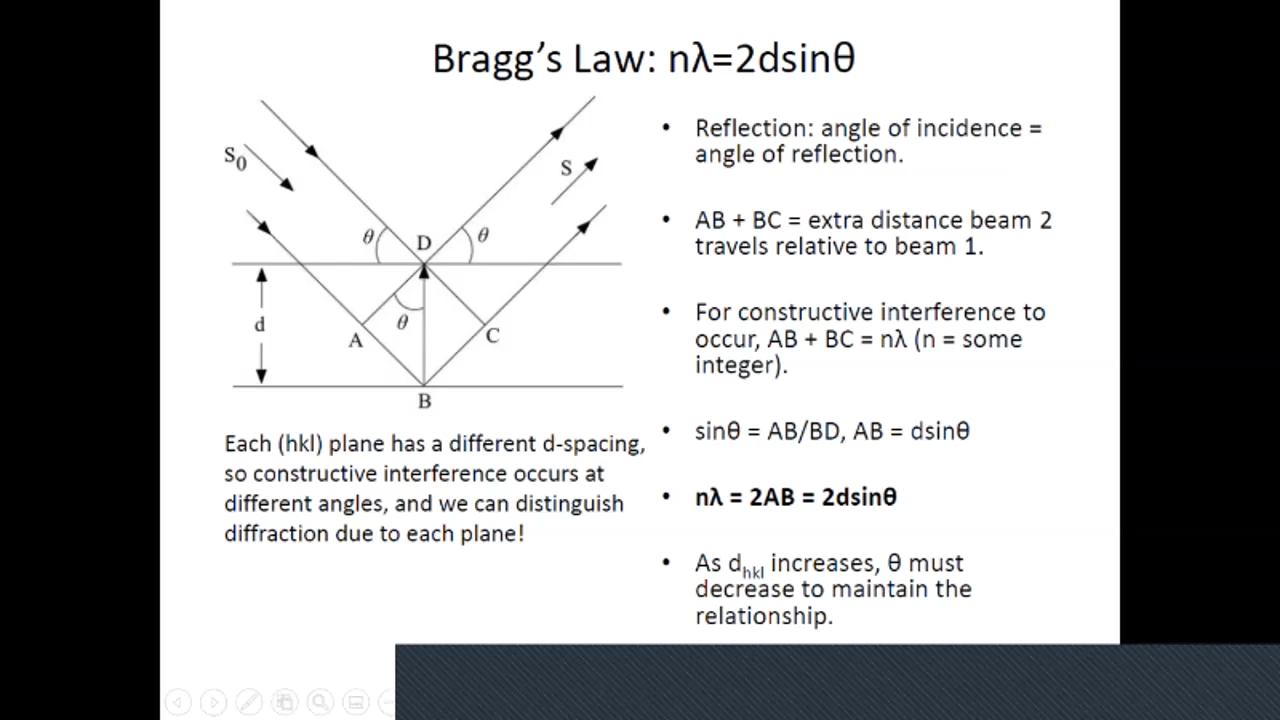 Bragg's Law: nλ=2dsinθ
S0
S
θ
D
θ
d
θ
A
C
B
Each (hkl) plane has a different d-spacing,
so constructive interference occurs at
different angles, and we can distinguish
diffraction due to each plane!
• Reflection: angle of incidence =
angle of reflection.
• AB + BC = extra distance beam 2
travels relative to beam 1.
• For constructive interference to
occur, AB + BC = nλ (n = some
integer).
• sinθ = AB/BD, AB = dsinθ
• nλ = 2AB = 2dsinθ
• As dhkl increases, θ must
decrease to maintain the
relationship.